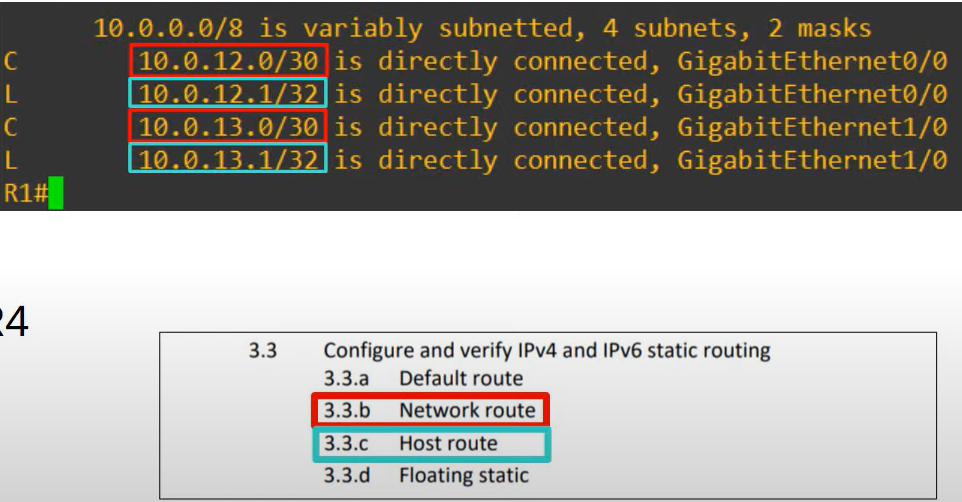 10.0.0.0/8 is variably subnetted, 4 subnets, 2 masks
C 10.0.12.0/30 is directly connected, GigabitEthernet0/0
L 10.0.12.1/32 is directly connected, GigabitEthernet0/0
C 10.0.13.0/30 is directly connected, GigabitEthernet1/0
L 10.0.13.1/32 is directly connected, GigabitEthernet1/0
R1#
R4
3.3 Configure and verify IPv4 and IPv6 static routing
3.3.a Default route
3.3.b Network route
3.3.c Host route
3.3.d Floating static